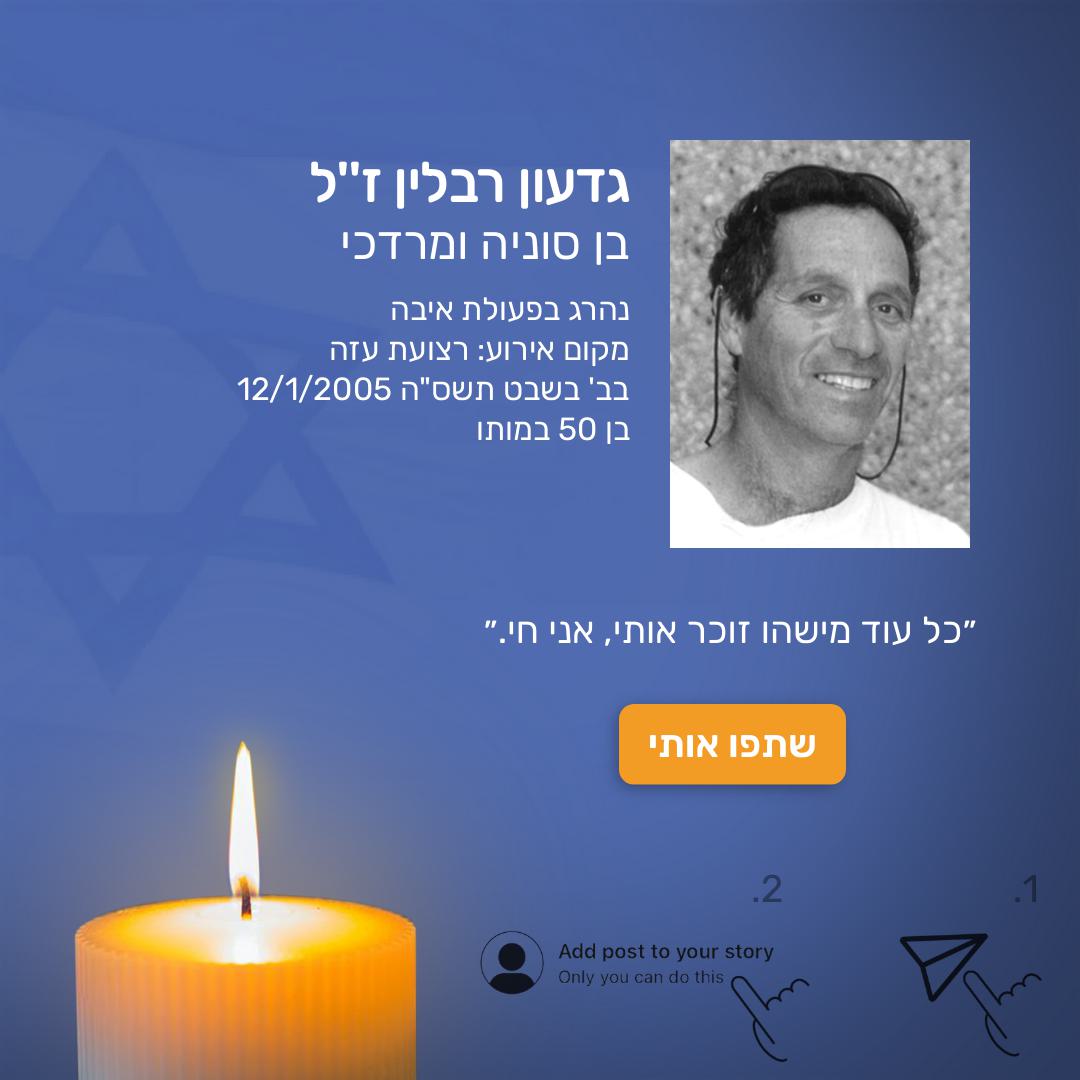 גדעון רבלין ז"ל
בן סוניה ומרדכי
נהרג בפעולת איבה
מקום אירוע: רצועת עזה
בב' בשבט תשס"ה 12/1/2005
בן 50 במותו
״כל עוד מישהו זוכר אותי, אני חי.״
שתפו אותי
1.
2.
Add post to your story
Only you can do this